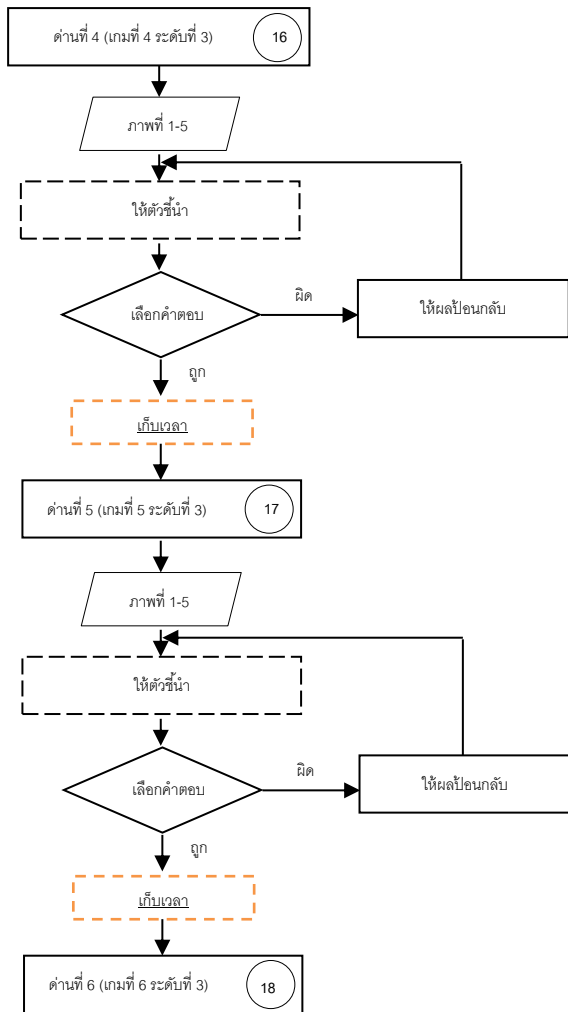 ด่านที่ 4 (เกมที่ 4 ระดับที่ 3) 16
ภาพที่ 1-5
ให้ตัวชี้นำ
เลือกคำตอบ
ผิด
ให้ผลป้อนกลับ
ถูก
เก็บเวลา
ด่านที่ 5 (เกมที่ 5 ระดับที่ 3) 17
ภาพที่ 1-5
ให้ตัวชี้นำ
เลือกคำตอบ
ผิด
ให้ผลป้อนกลับ
ถูก
เก็บเวลา
ด่านที่ 6 (เกมที่ 6 ระดับที่ 3) 18